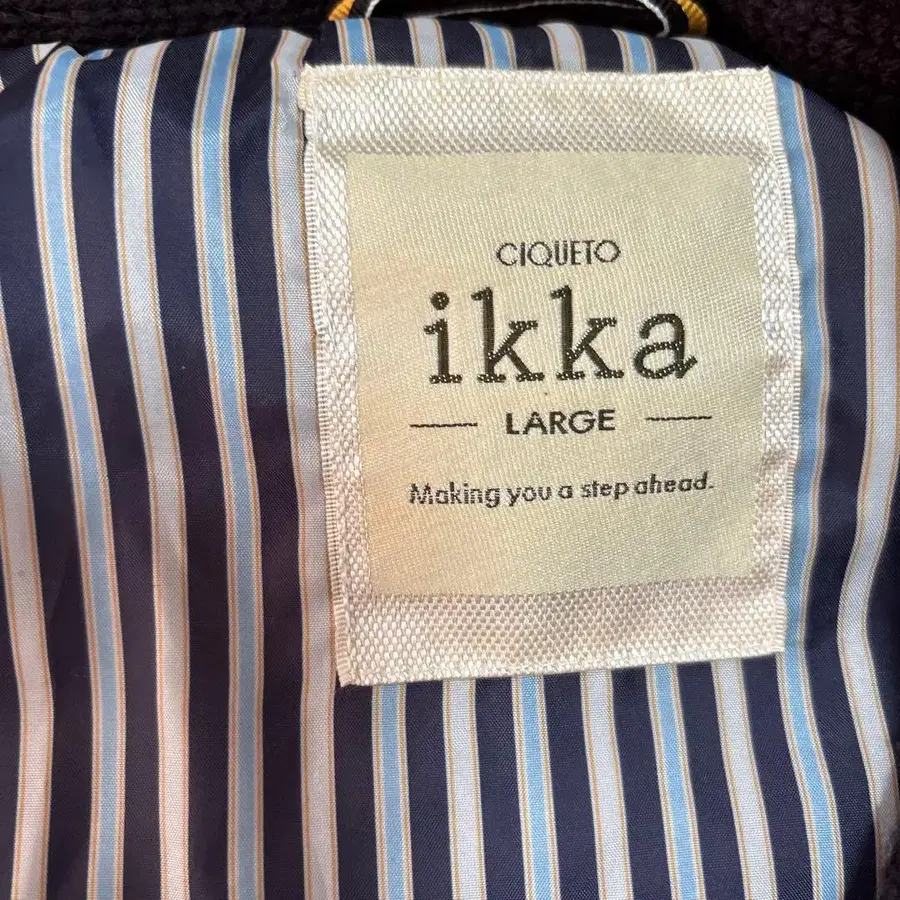 CIQUETO
ikka
LARGE
Making you a step ahead.